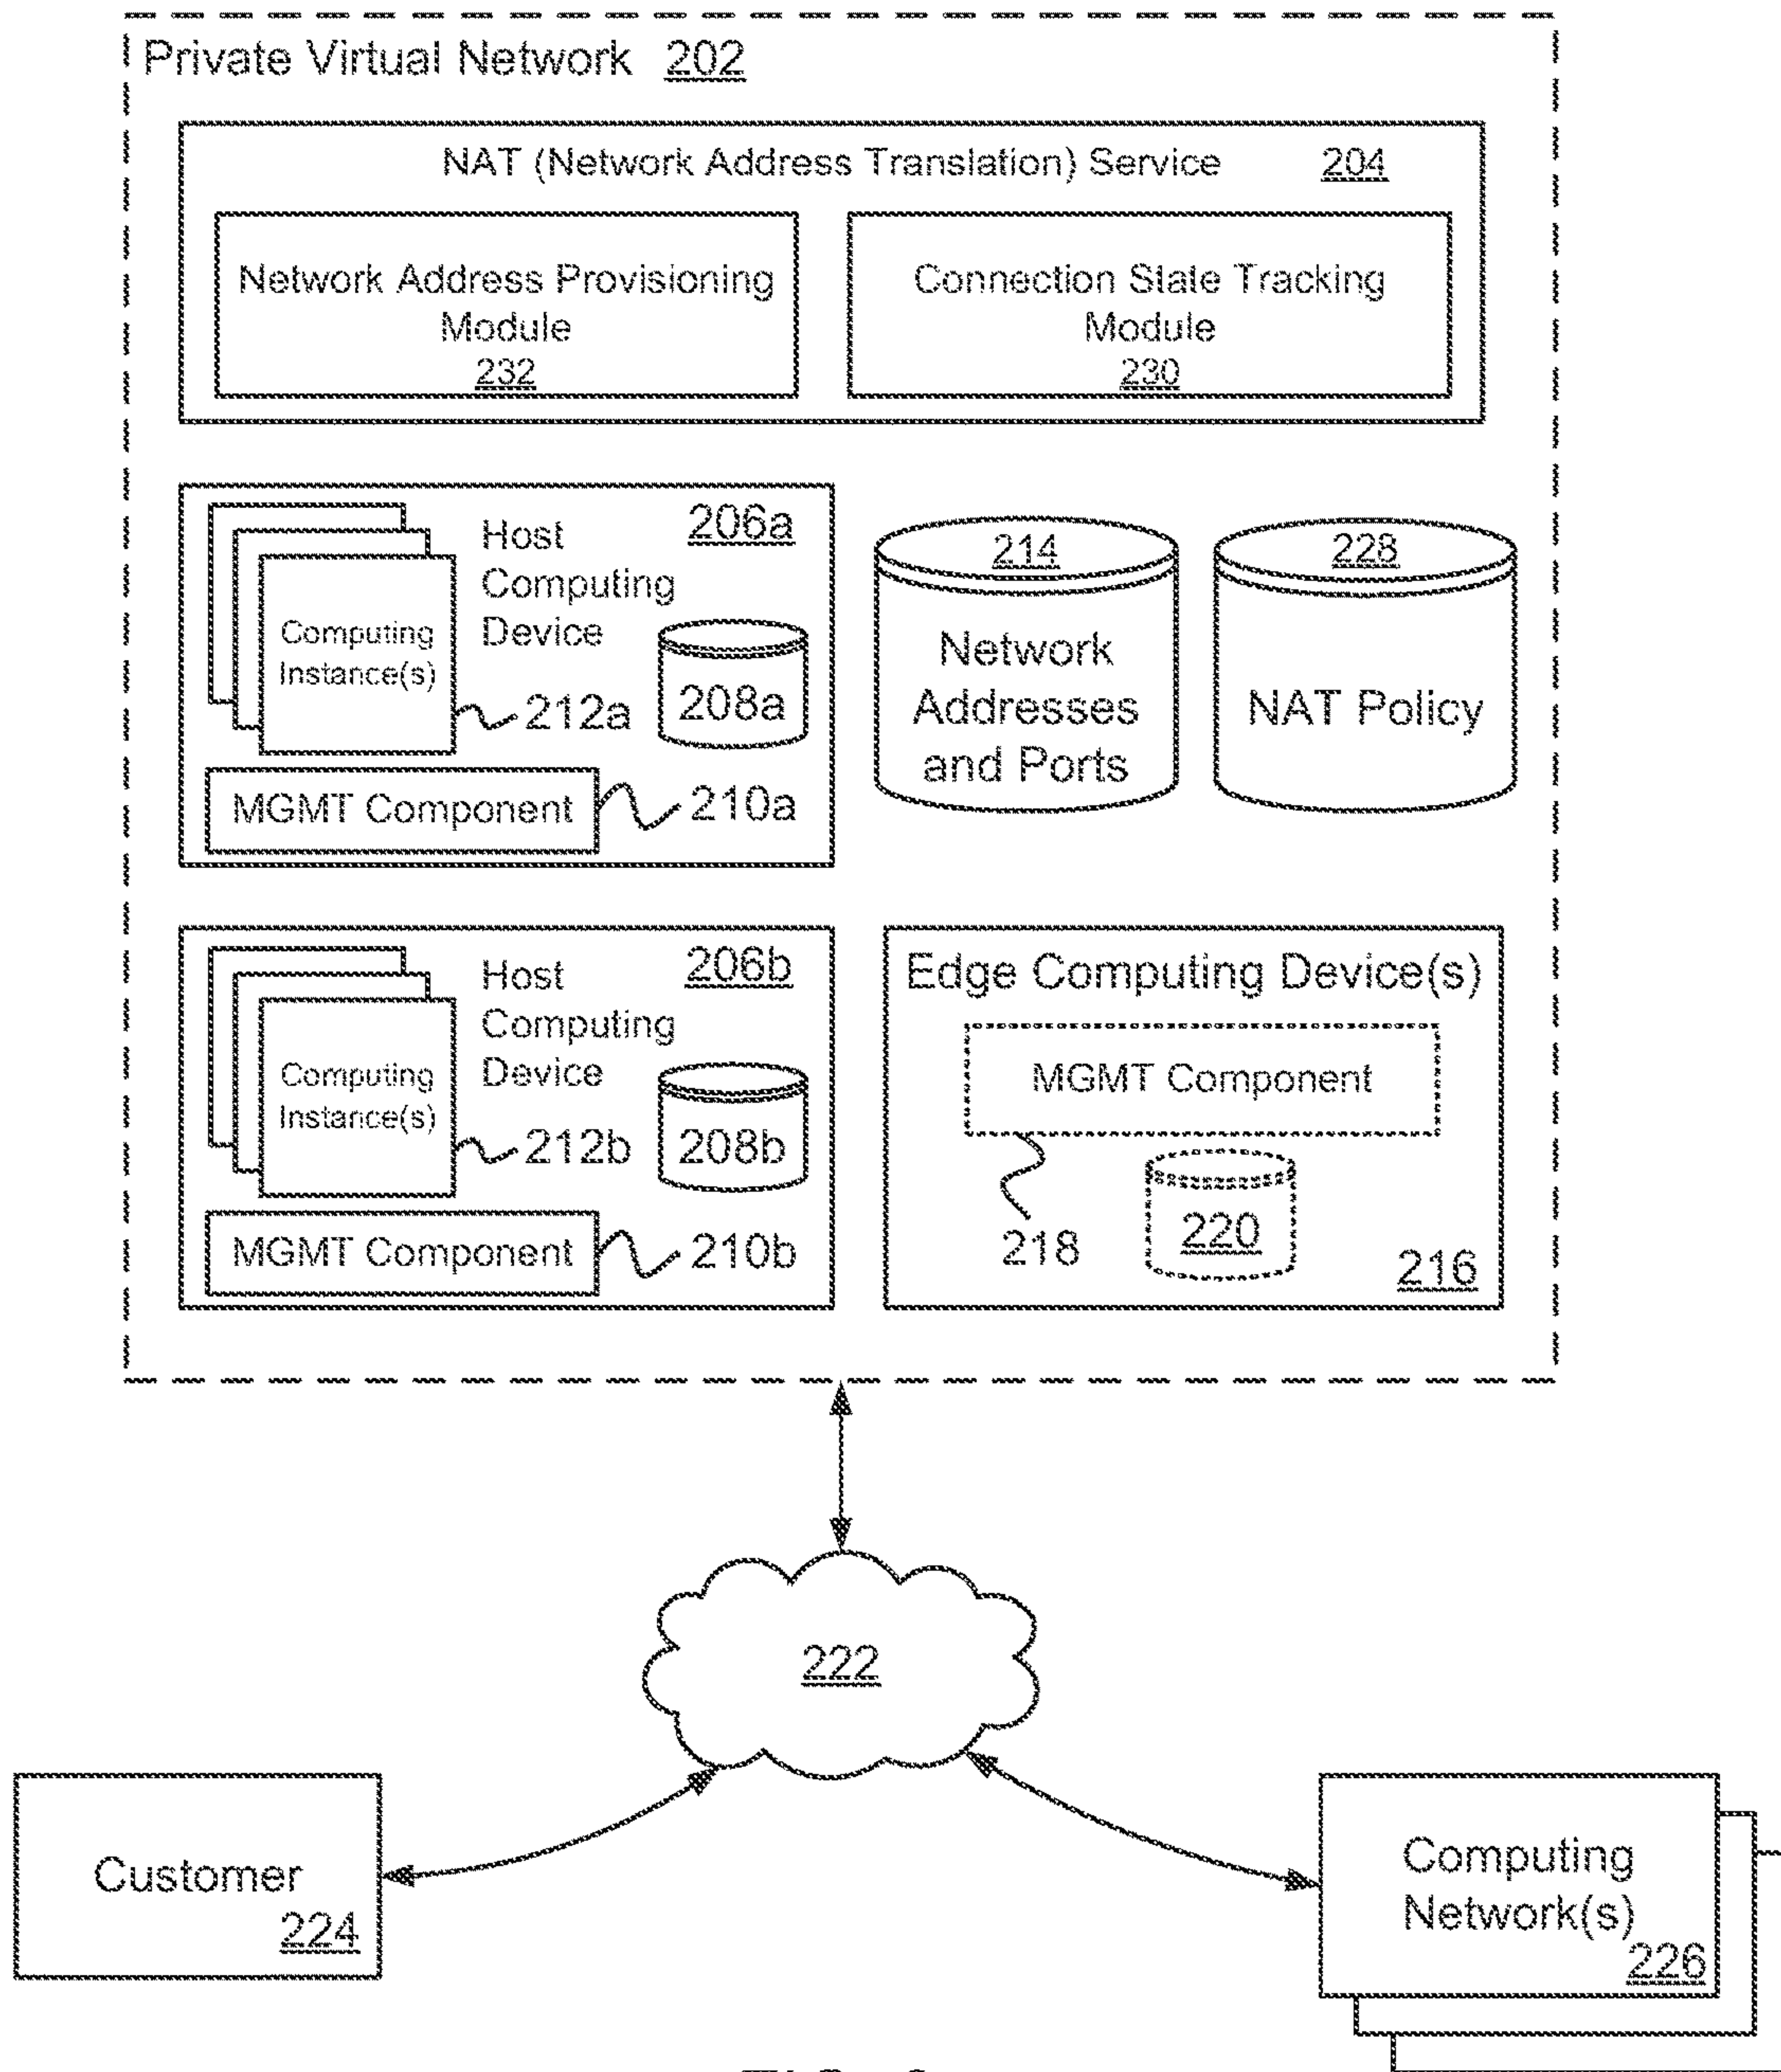 Private Virtual Network 202
NAT (Network Address Translation) Service 204
Network Address Provisioning
Module
232
Connection State Tracking
Module
230
206a
Host
Computing
Device
Computing
Instance(s)
212a
208a
MGMT Component
210a
214
Network
Addresses
and Ports
228
NAT Policy
206b
Host
Computing
Device
Computing
Instance(s)
212b
208b
MGMT Component
210b
Edge Computing Device(s)
MGMT Component
218
220
216
222
Customer
224
Computing
Network(s)
226